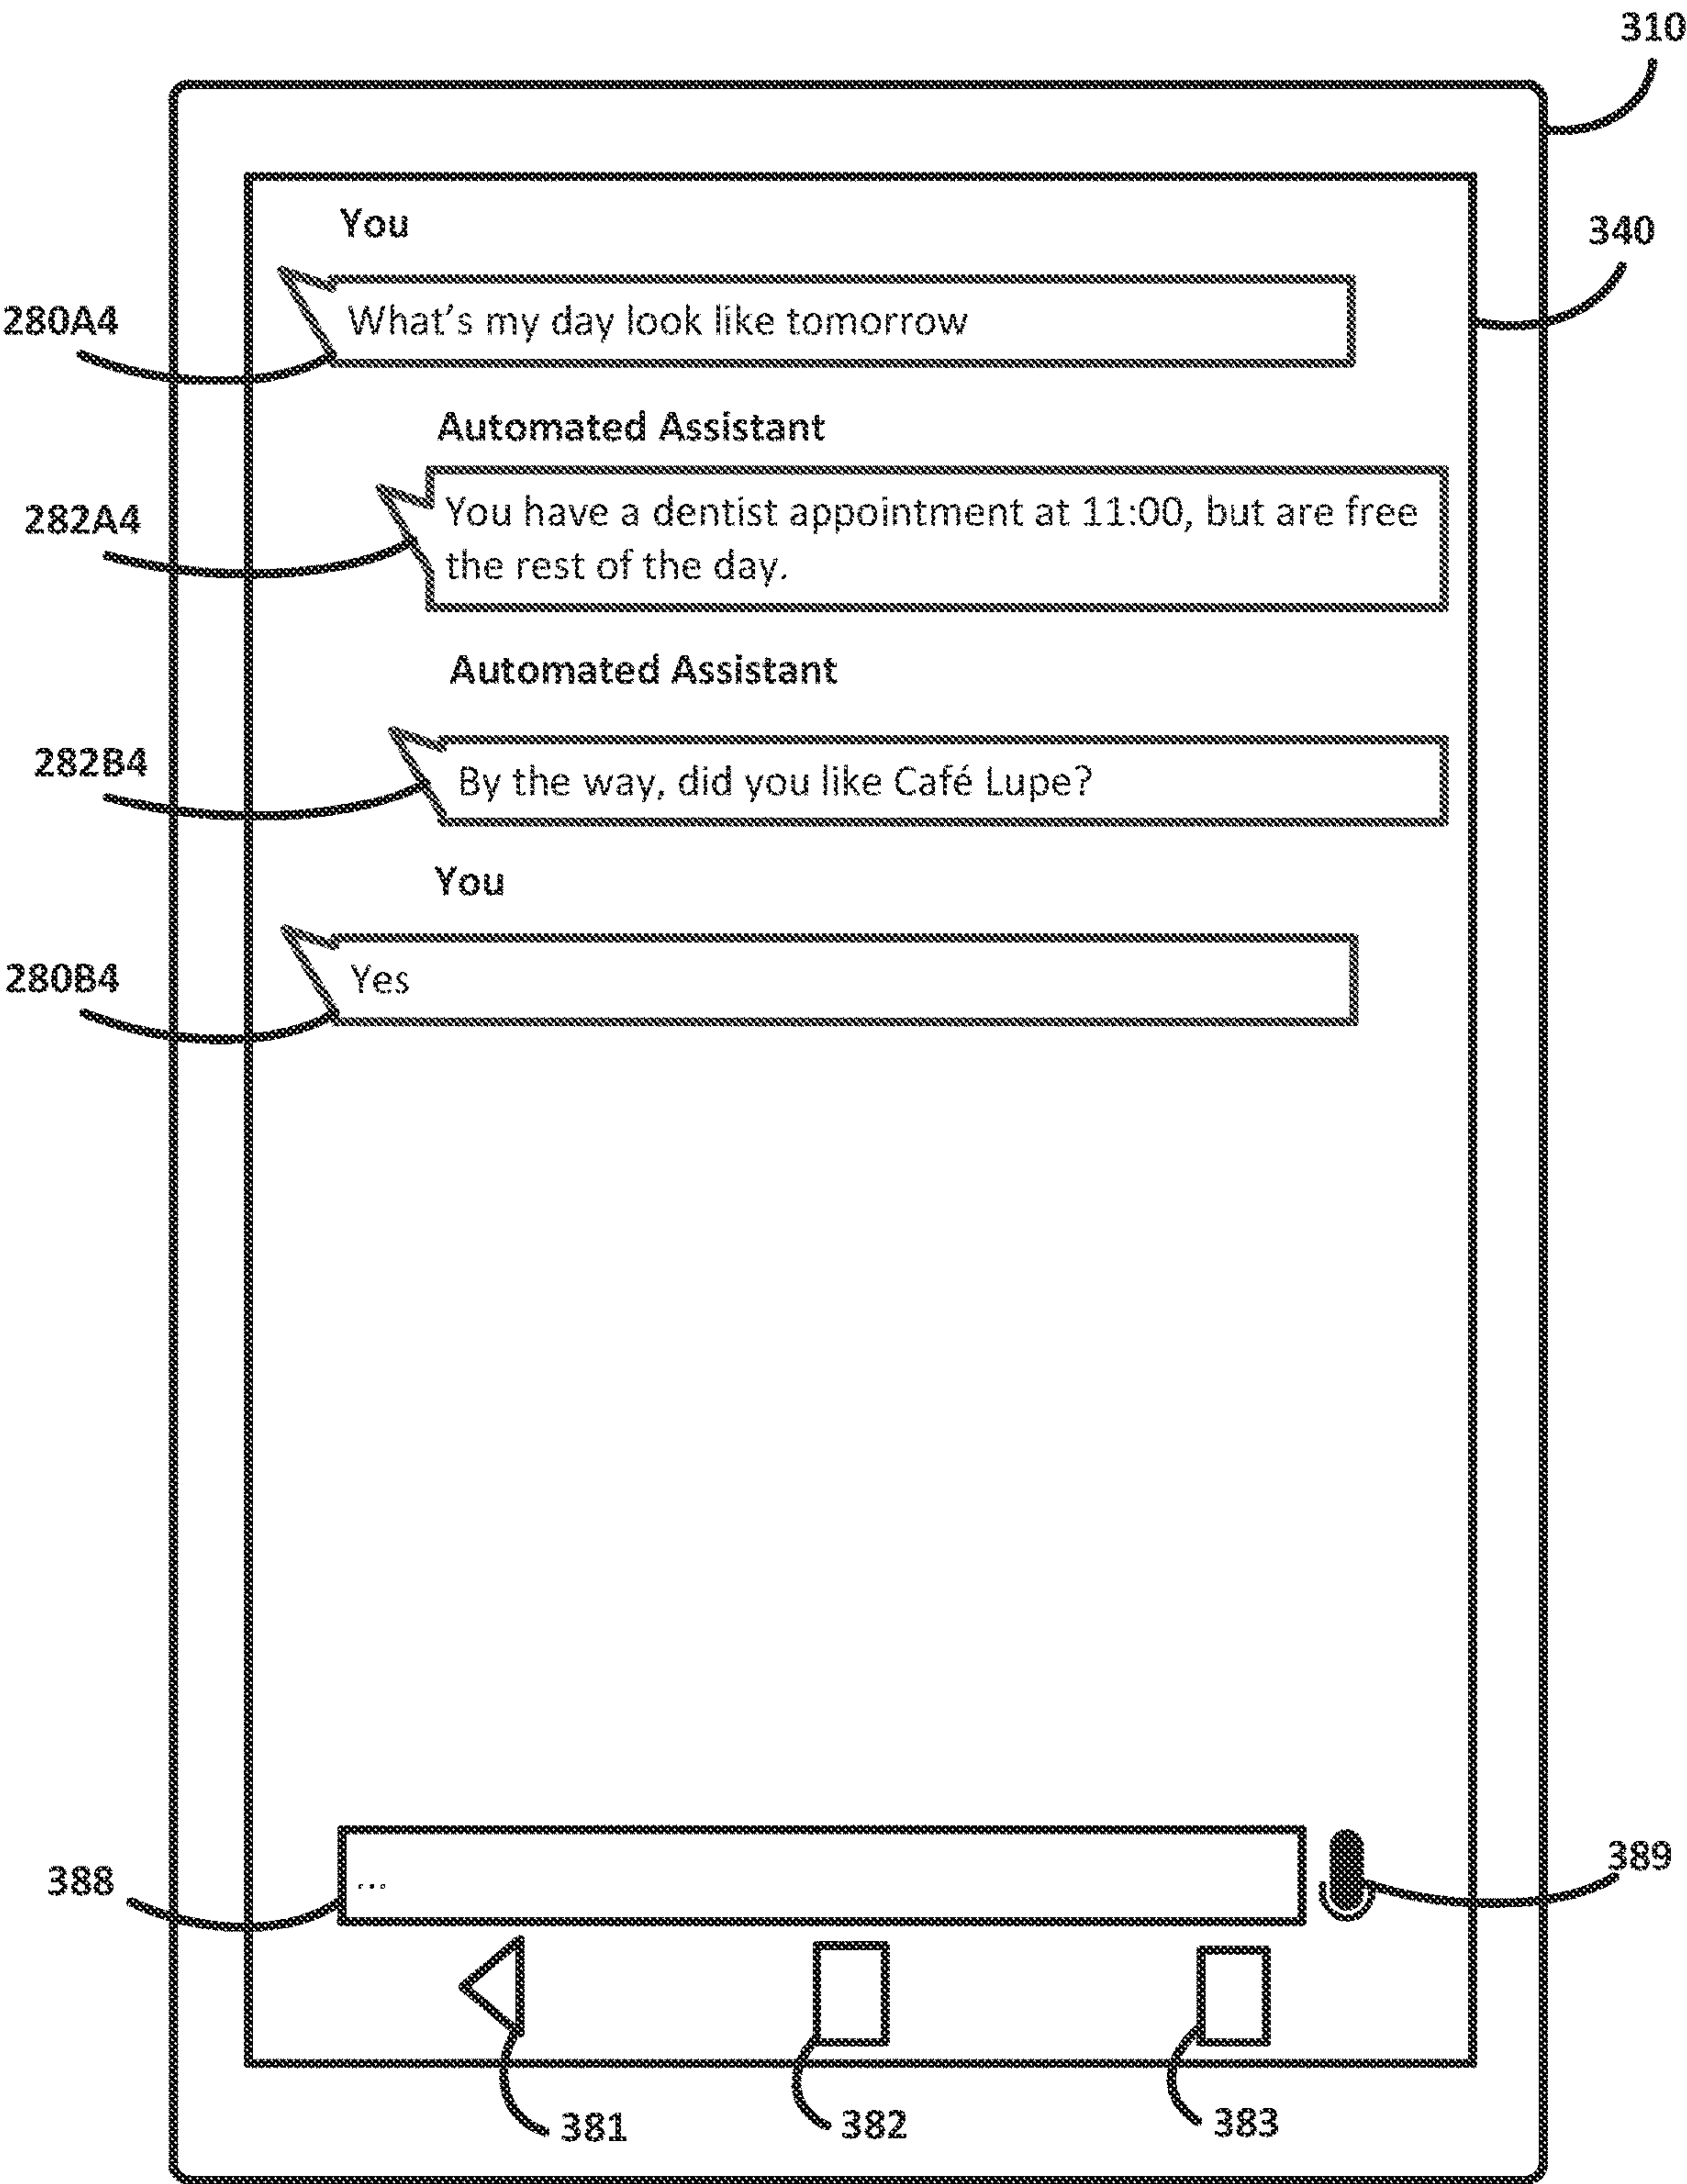 310
You
340
280A4
What's my day look like tomorrow
Automated Assistant
282A4
You have a dentist appointment at 11:00, but are free
the rest of the day.
Automated Assistant
282B4
By the way, did you like Café Lupe?
You
280B4
Yes
388
...
389
381
382
383